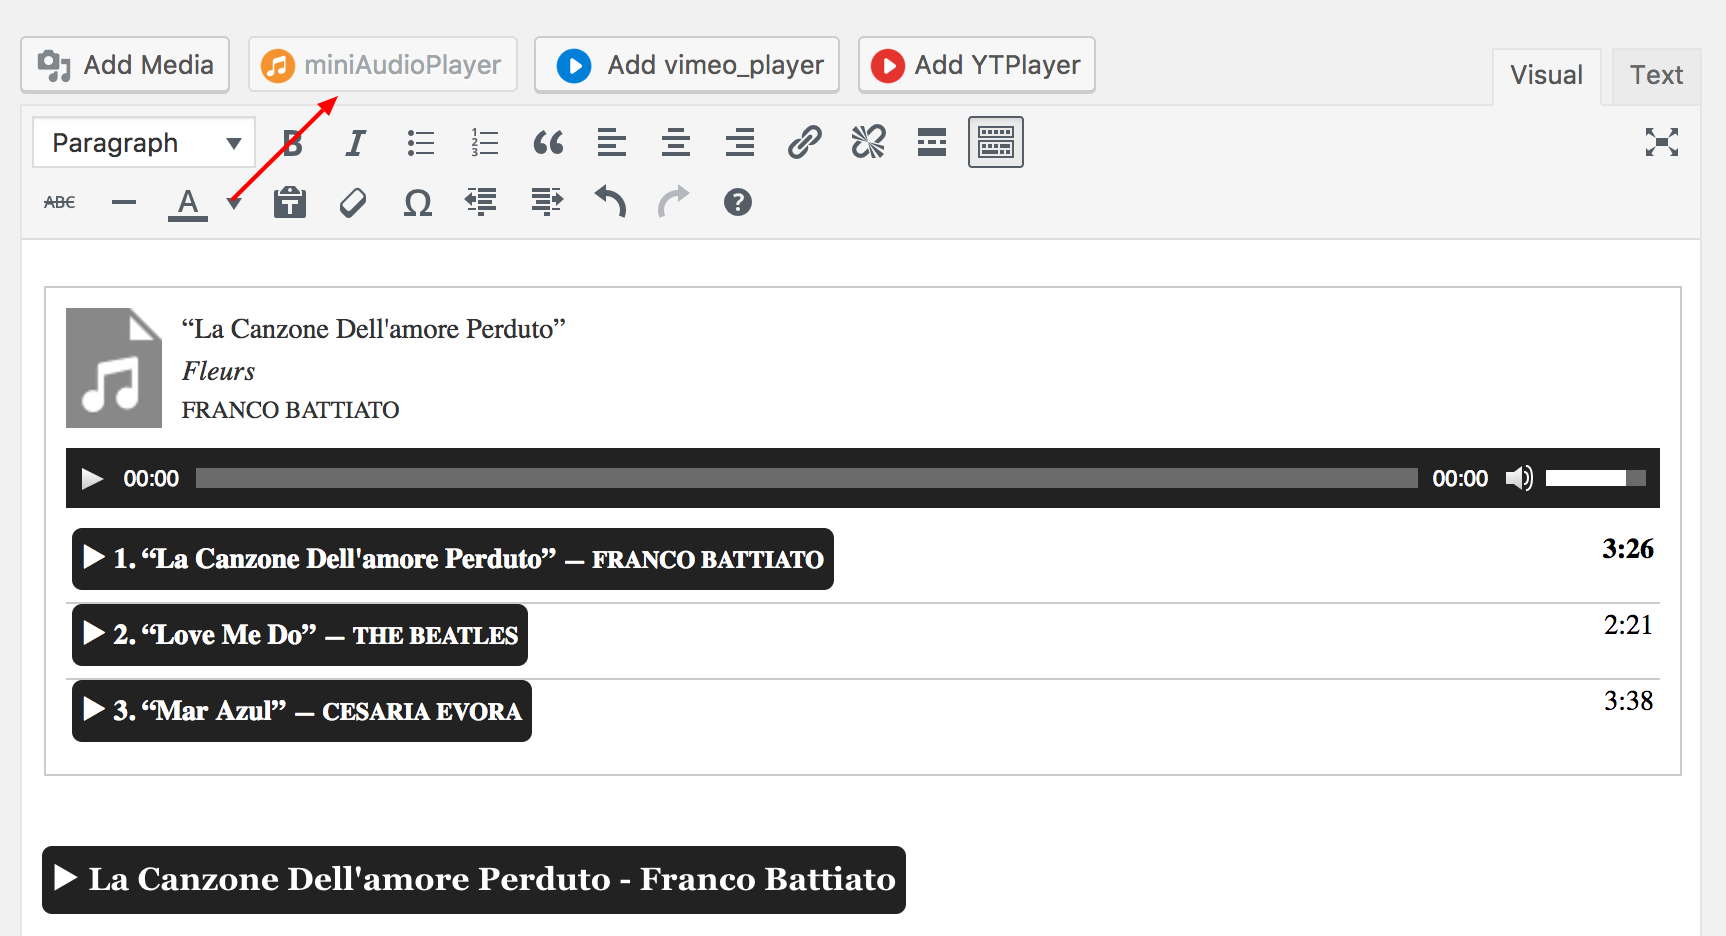 Add Media miniAudioPlayer Add vimeo_player Add YTPlayer
Visual Text
Paragraph B I
ABC A Ω ?
“La Canzone Dell'amore Perduto”
Fleurs
FRANCO BATTIATO
00:00 00:00
1. “La Canzone Dell'amore Perduto” — FRANCO BATTIATO 3:26
2. “Love Me Do” — THE BEATLES 2:21
3. “Mar Azul” — CESARIA EVORA 3:38
La Canzone Dell'amore Perduto - Franco Battiato